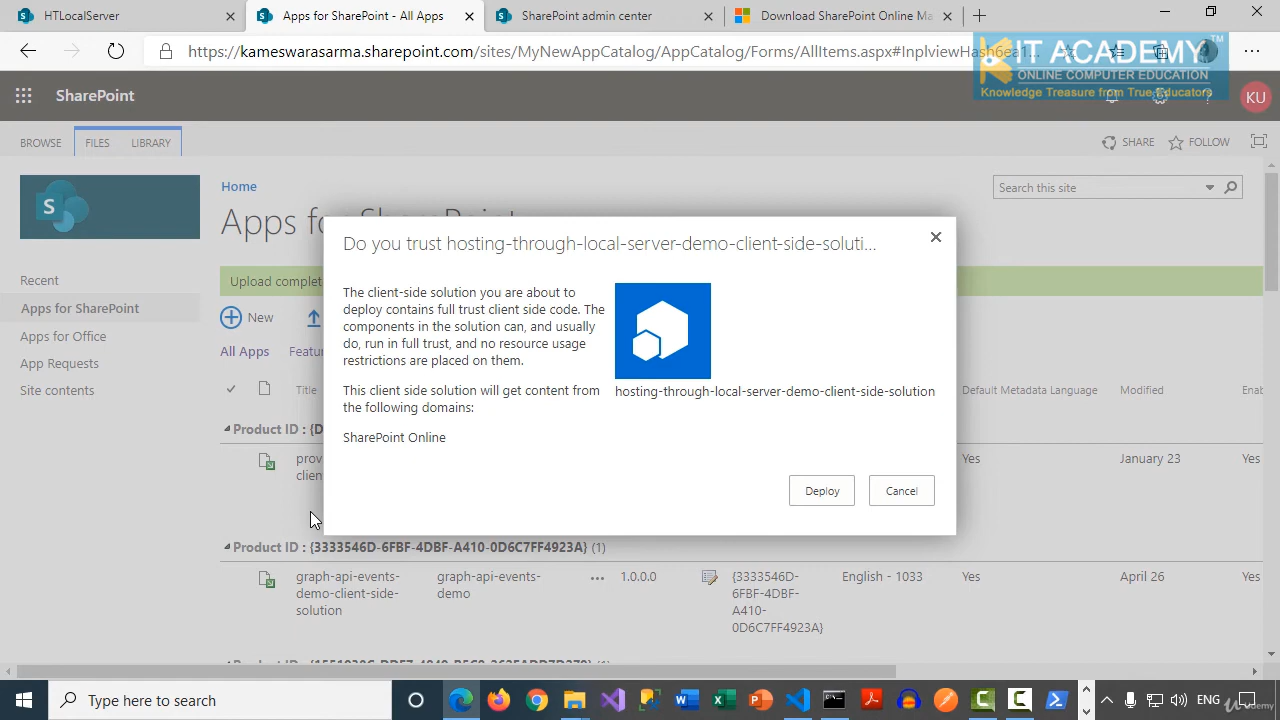 HTLocalServer
Apps for SharePoint - All Apps
SharePoint admin center
Download SharePoint Online Ma
https://kameswarasarma.sharepoint.com/sites/MyNewAppCatalog/AppCatalog/Forms/AllItems.aspx#InplviewHash6ea1...
IT ACADEMY™
ONLINE COMPUTER EDUCATION
Knowledge Treasure from True Educators
SharePoint
KU
BROWSE
FILES
LIBRARY
SHARE
FOLLOW
S
Home
Search this site
Apps for SharePoint
Do you trust hosting-through-local-server-demo-client-side-soluti...
Recent
Upload complet
Apps for SharePoint
Apps for Office
App Requests
Site contents
New
All Apps
Featur
Title
Default Metadata Language
Modified
Enab
The client-side solution you are about to
deploy contains full trust client side code. The
components in the solution can, and usually
do, run in full trust, and no resource usage
restrictions are placed on them.
This client side solution will get content from
the following domains:
SharePoint Online
hosting-through-local-server-demo-client-side-solution
Deploy
Cancel
Product ID : {D
prov
clien
Yes
January 23
Yes
Product ID : {3333546D-6FBF-4DBF-A410-0D6C7FF4923A} (1)
graph-api-events-
demo-client-side-
solution
graph-api-events-
demo
1.0.0.0
{3333546D-
6FBF-4DBF-
A410-
0D6C7FF4923A}
English - 1033
Yes
April 26
Yes
Type here to search
ENG
Udemy